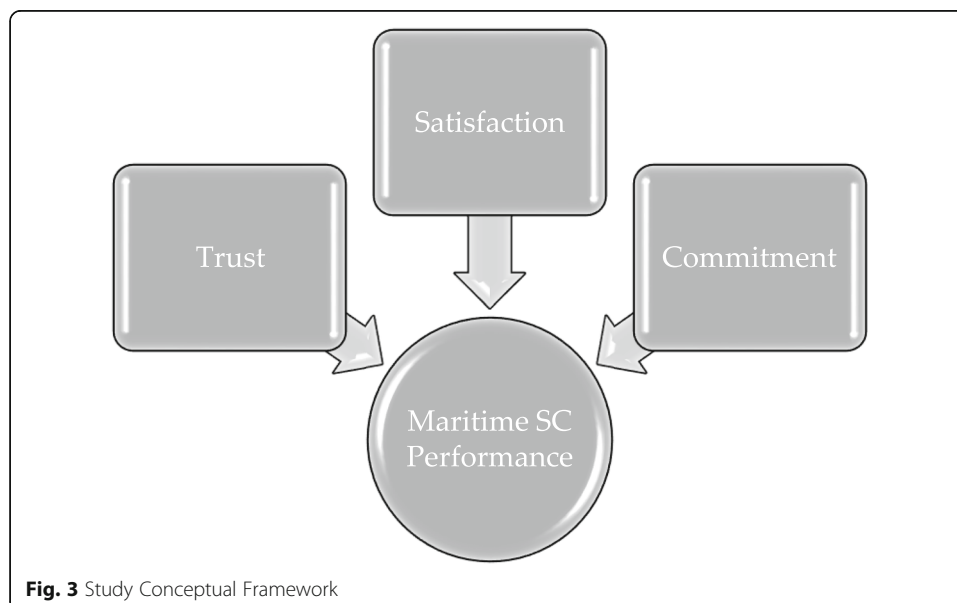 Satisfaction
Trust
Commitment
Maritime SC
Performance
Fig. 3 Study Conceptual Framework